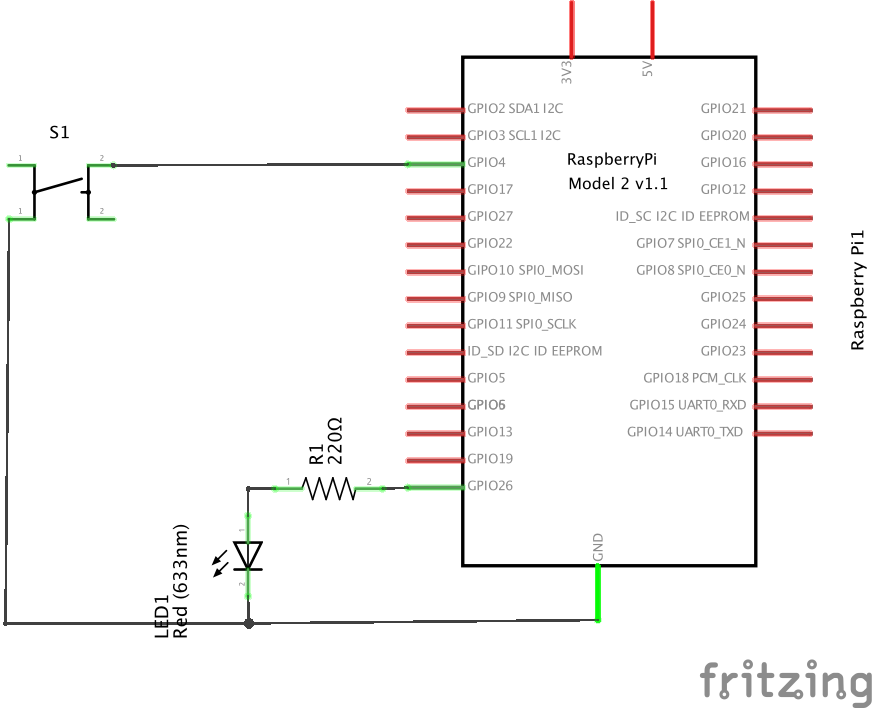 3V3
5V
S1
1
2
1
2
GPIO2 SDA1 I2C
GPIO3 SCL1 I2C
GPIO4
GPIO17
GPIO27
GPIO22
GIPO10 SPI0_MOSI
GPIO9 SPI0_MISO
GPIO11 SPI0_SCLK
ID_SD I2C ID EEPROM
GPIO5
GPIO6
GPIO13
GPIO19
GPIO26
RaspberryPi
Model 2 v1.1
GPIO21
GPIO20
GPIO16
GPIO12
ID_SC I2C ID EEPROM
GPIO7 SPI0_CE1_N
GPIO8 SPI0_CE0_N
GPIO25
GPIO24
GPIO23
GPIO18 PCM_CLK
GPIO15 UART0_RXD
GPIO14 UART0_TXD
Raspberry Pi1
R1
220Ω
1
2
1
2
LED1
Red (633nm)
GND
fritzing